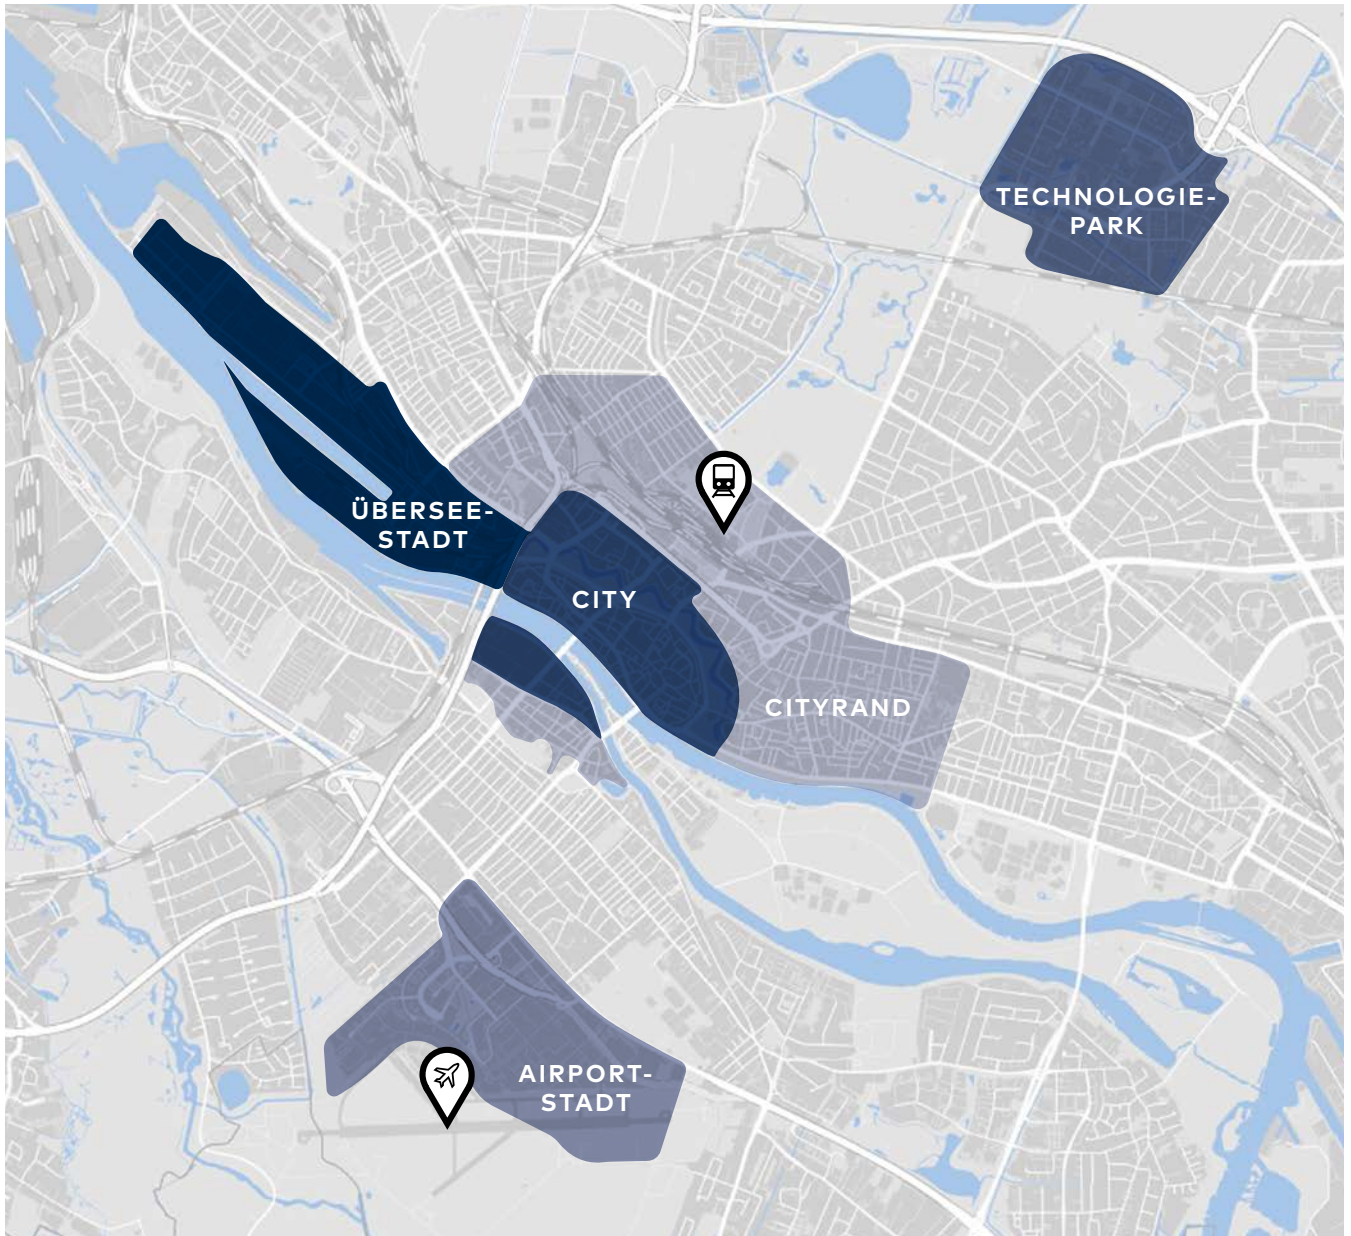 TECHNOLOGIE-
PARK
ÜBERSEE-
STADT
CITY
CITYRAND
AIRPORT-
STADT